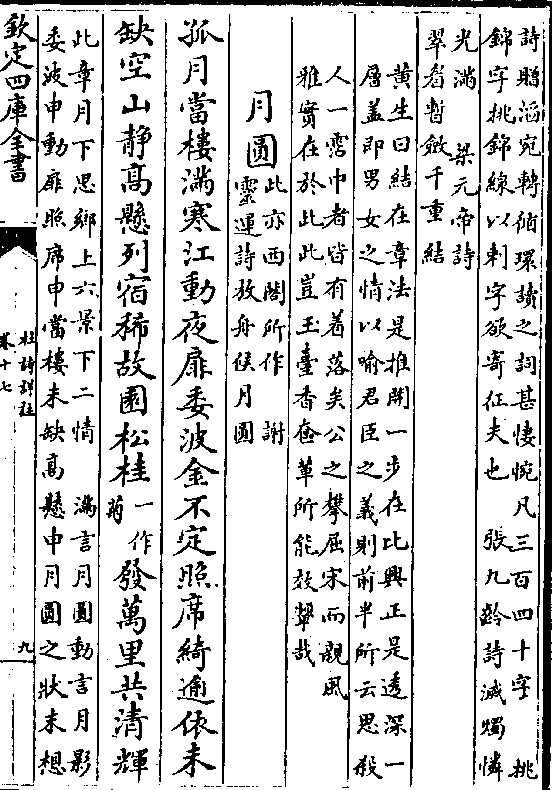 詩贈滔宛轉循環讀之詞甚悽惋凡三百四十字　挑
錦字挑錦線以刺字欲寄征夫也　張九齡詩滅燭憐
光滿　梁元帝詩
翠眉暫斂千重結
黄生曰結在章法是推開一步在比興正是透深一
層盖即男女之情以喻君臣之義則前半所云思殺
人一雲中者皆有着落矣公之攀屈宋而親風
雅實在於此此豈玉臺香奩軰所能效顰哉
月圓
此亦西閣所作　謝
靈運詩放舟候月圓
孤月當樓滿寒江動夜扉委波金不定照席綺逾依未
缺空山静髙懸列宿稀故園松桂
一作
菊
發萬里共清輝
此章月下思鄉上六景下二情　滿言月圓動言月影
委波申動扉照席申當樓未缺髙懸申月圓之狀末想
欽定四庫全書
杜詩詳註
卷十七
九